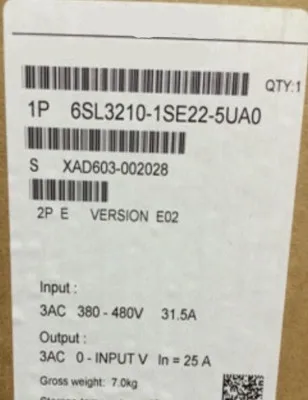 QTY:1
1P 6SL3210-1SE22-5UA0
S XAD603-002028
2P E VERSION E02
Input :
3AC 380 - 480V 31.5A
Output :
3AC 0 - INPUT V In = 25 A
Gross weight: 7.0kg